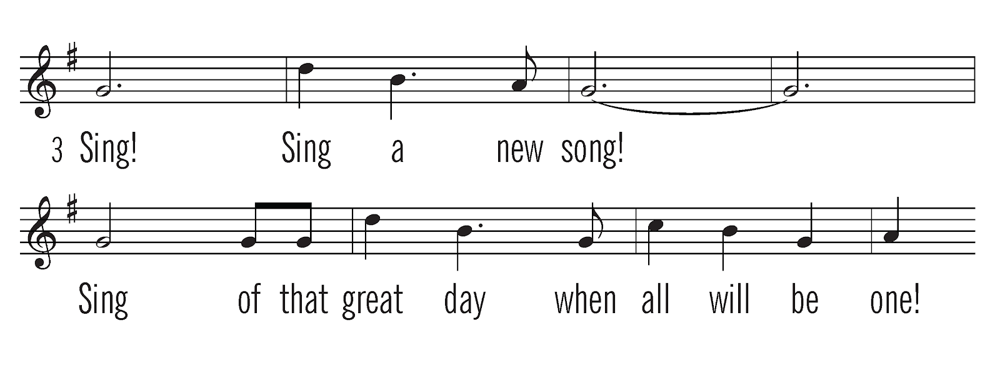 3 Sing! Sing a new song!
Sing of that great day when all will be one!